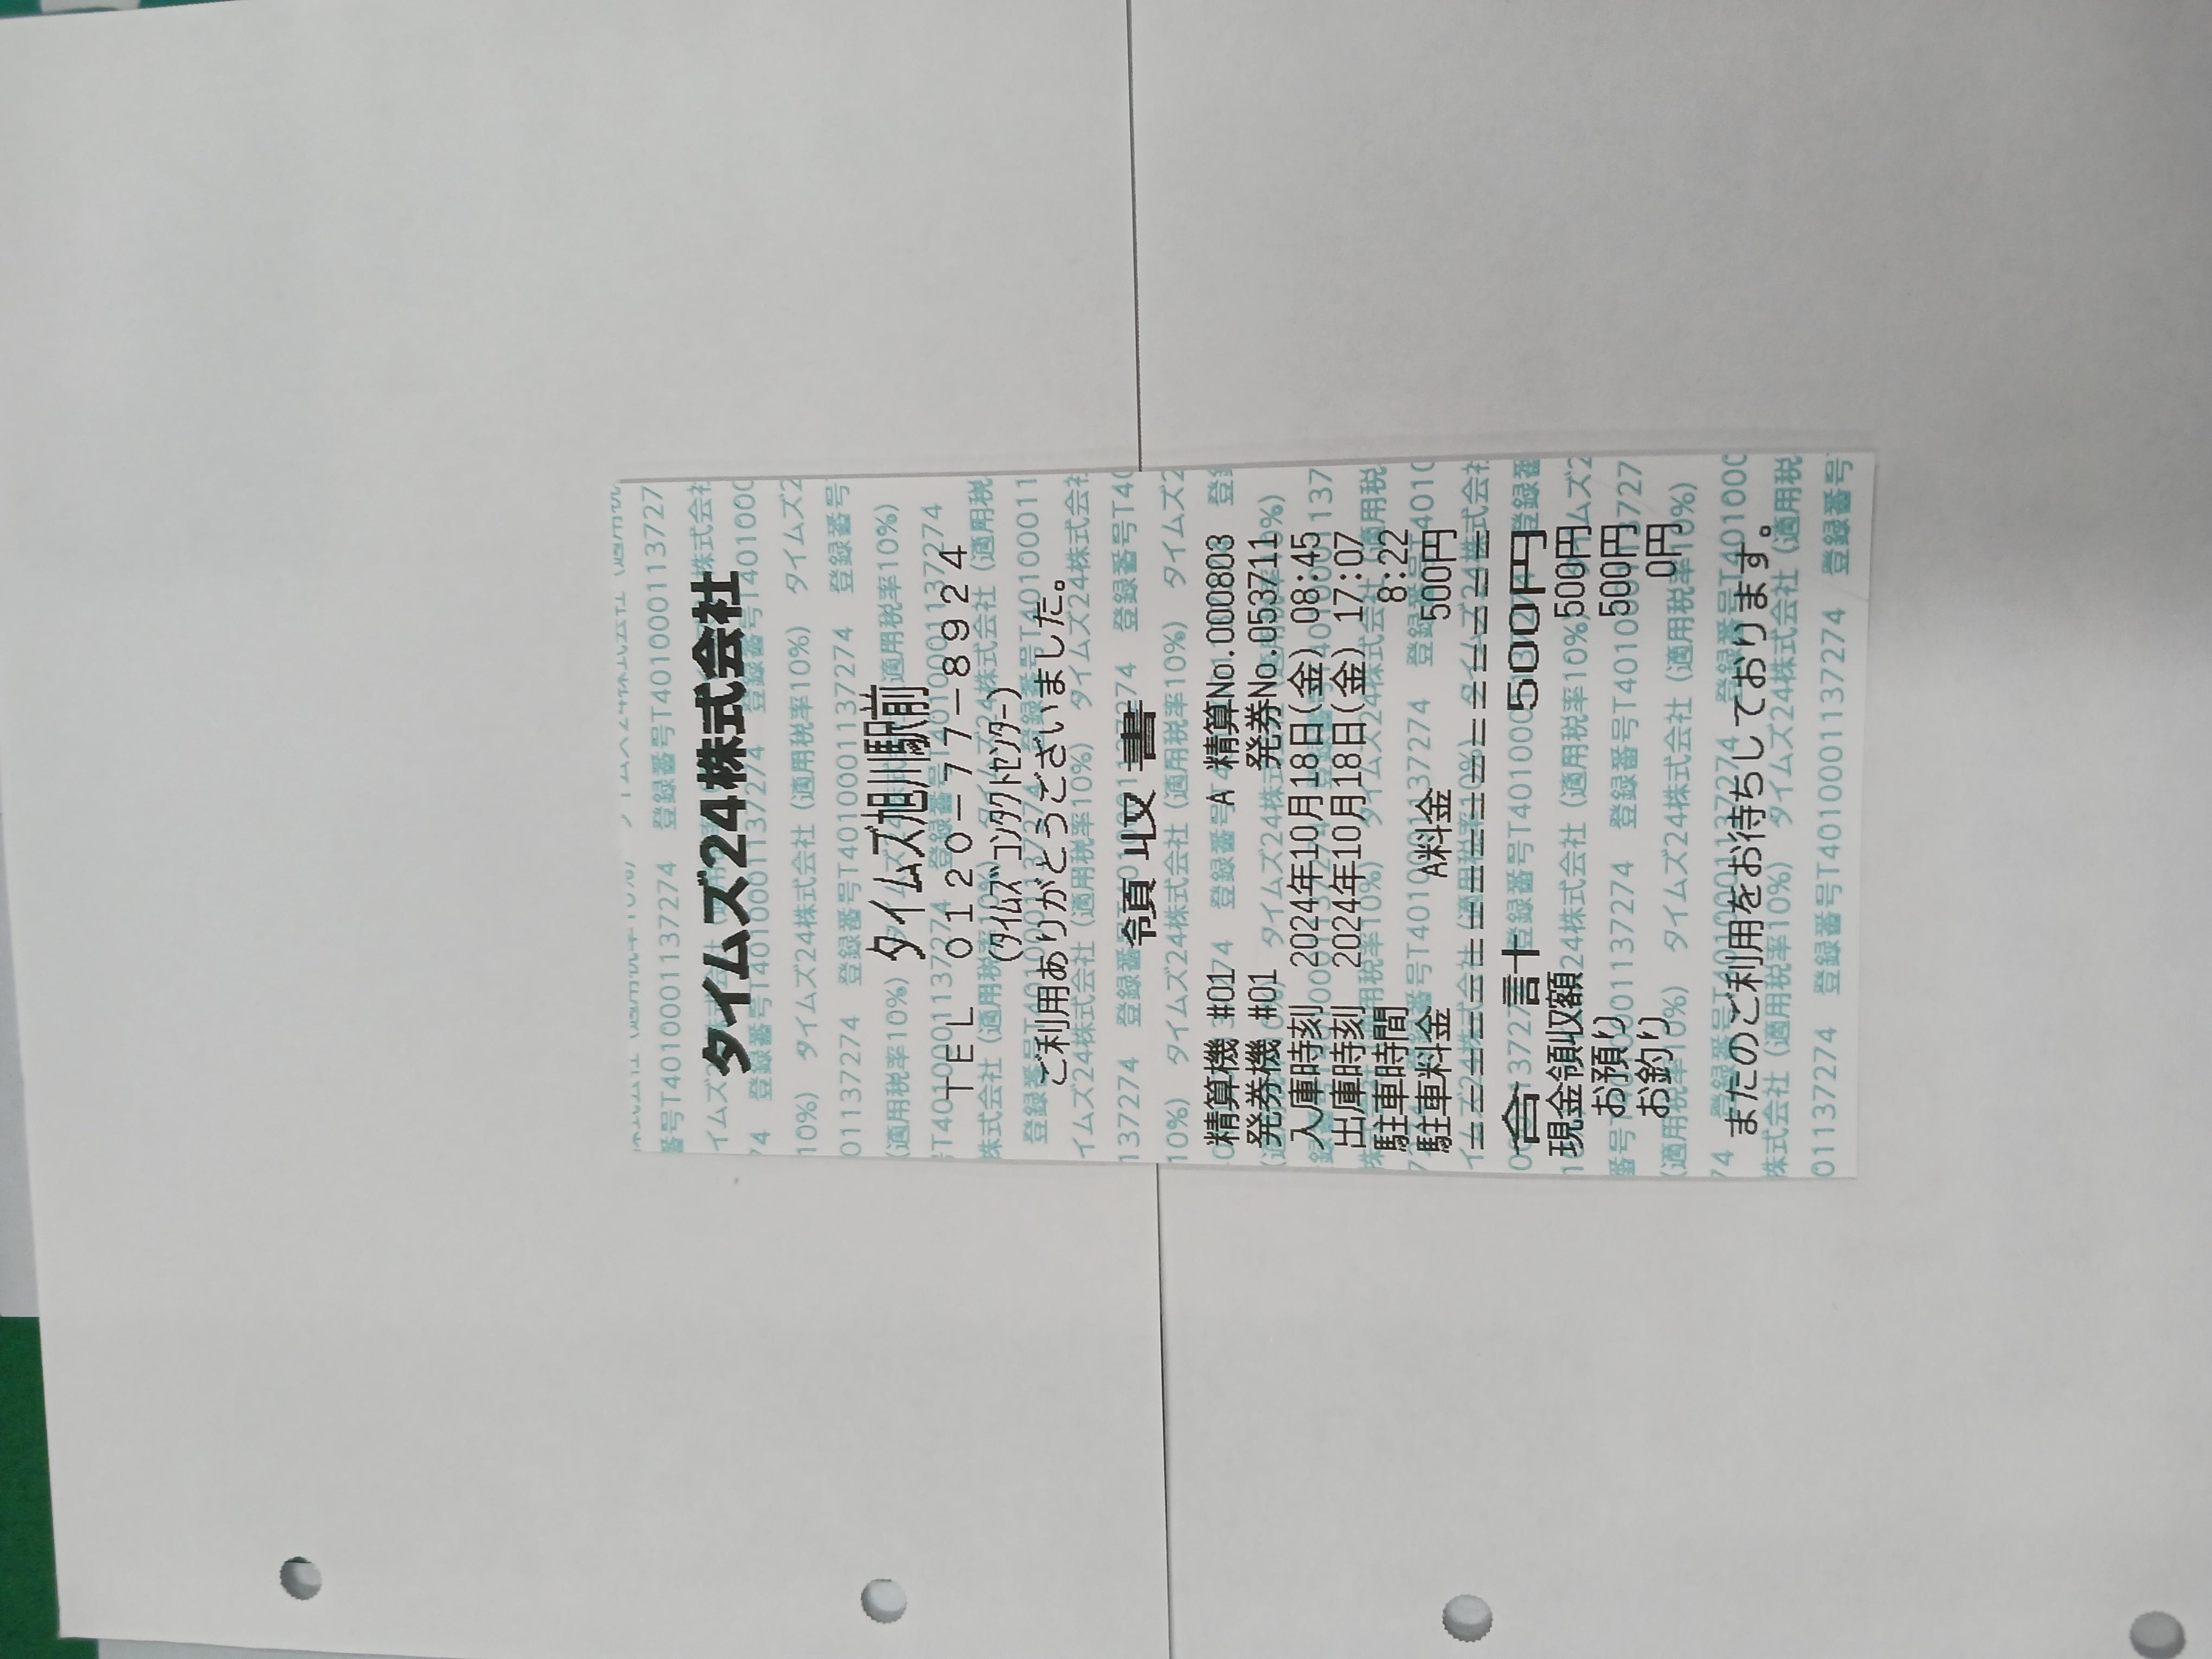 タイムズ24株式会社
タイムズ旭川駅前
TEL 0120-77-8924
(タイムズコンタクトセンター)
ご利用ありがとうございました。
領収書
精算機 #01 A 精算No.000803
発券機 #01 発券No.053711
入庫時刻 2024年10月18日(金) 08:45
出庫時刻 2024年10月18日(金) 17:07
駐車時間 8:22
駐車料金 A料金 500円
合計 500円
現金領収額 500円
お預り 500円
お釣り 0円
またのご利用をお待ちしております。
タイムズ24株式会社 (適用税率10%) 登録番号T4010001137274